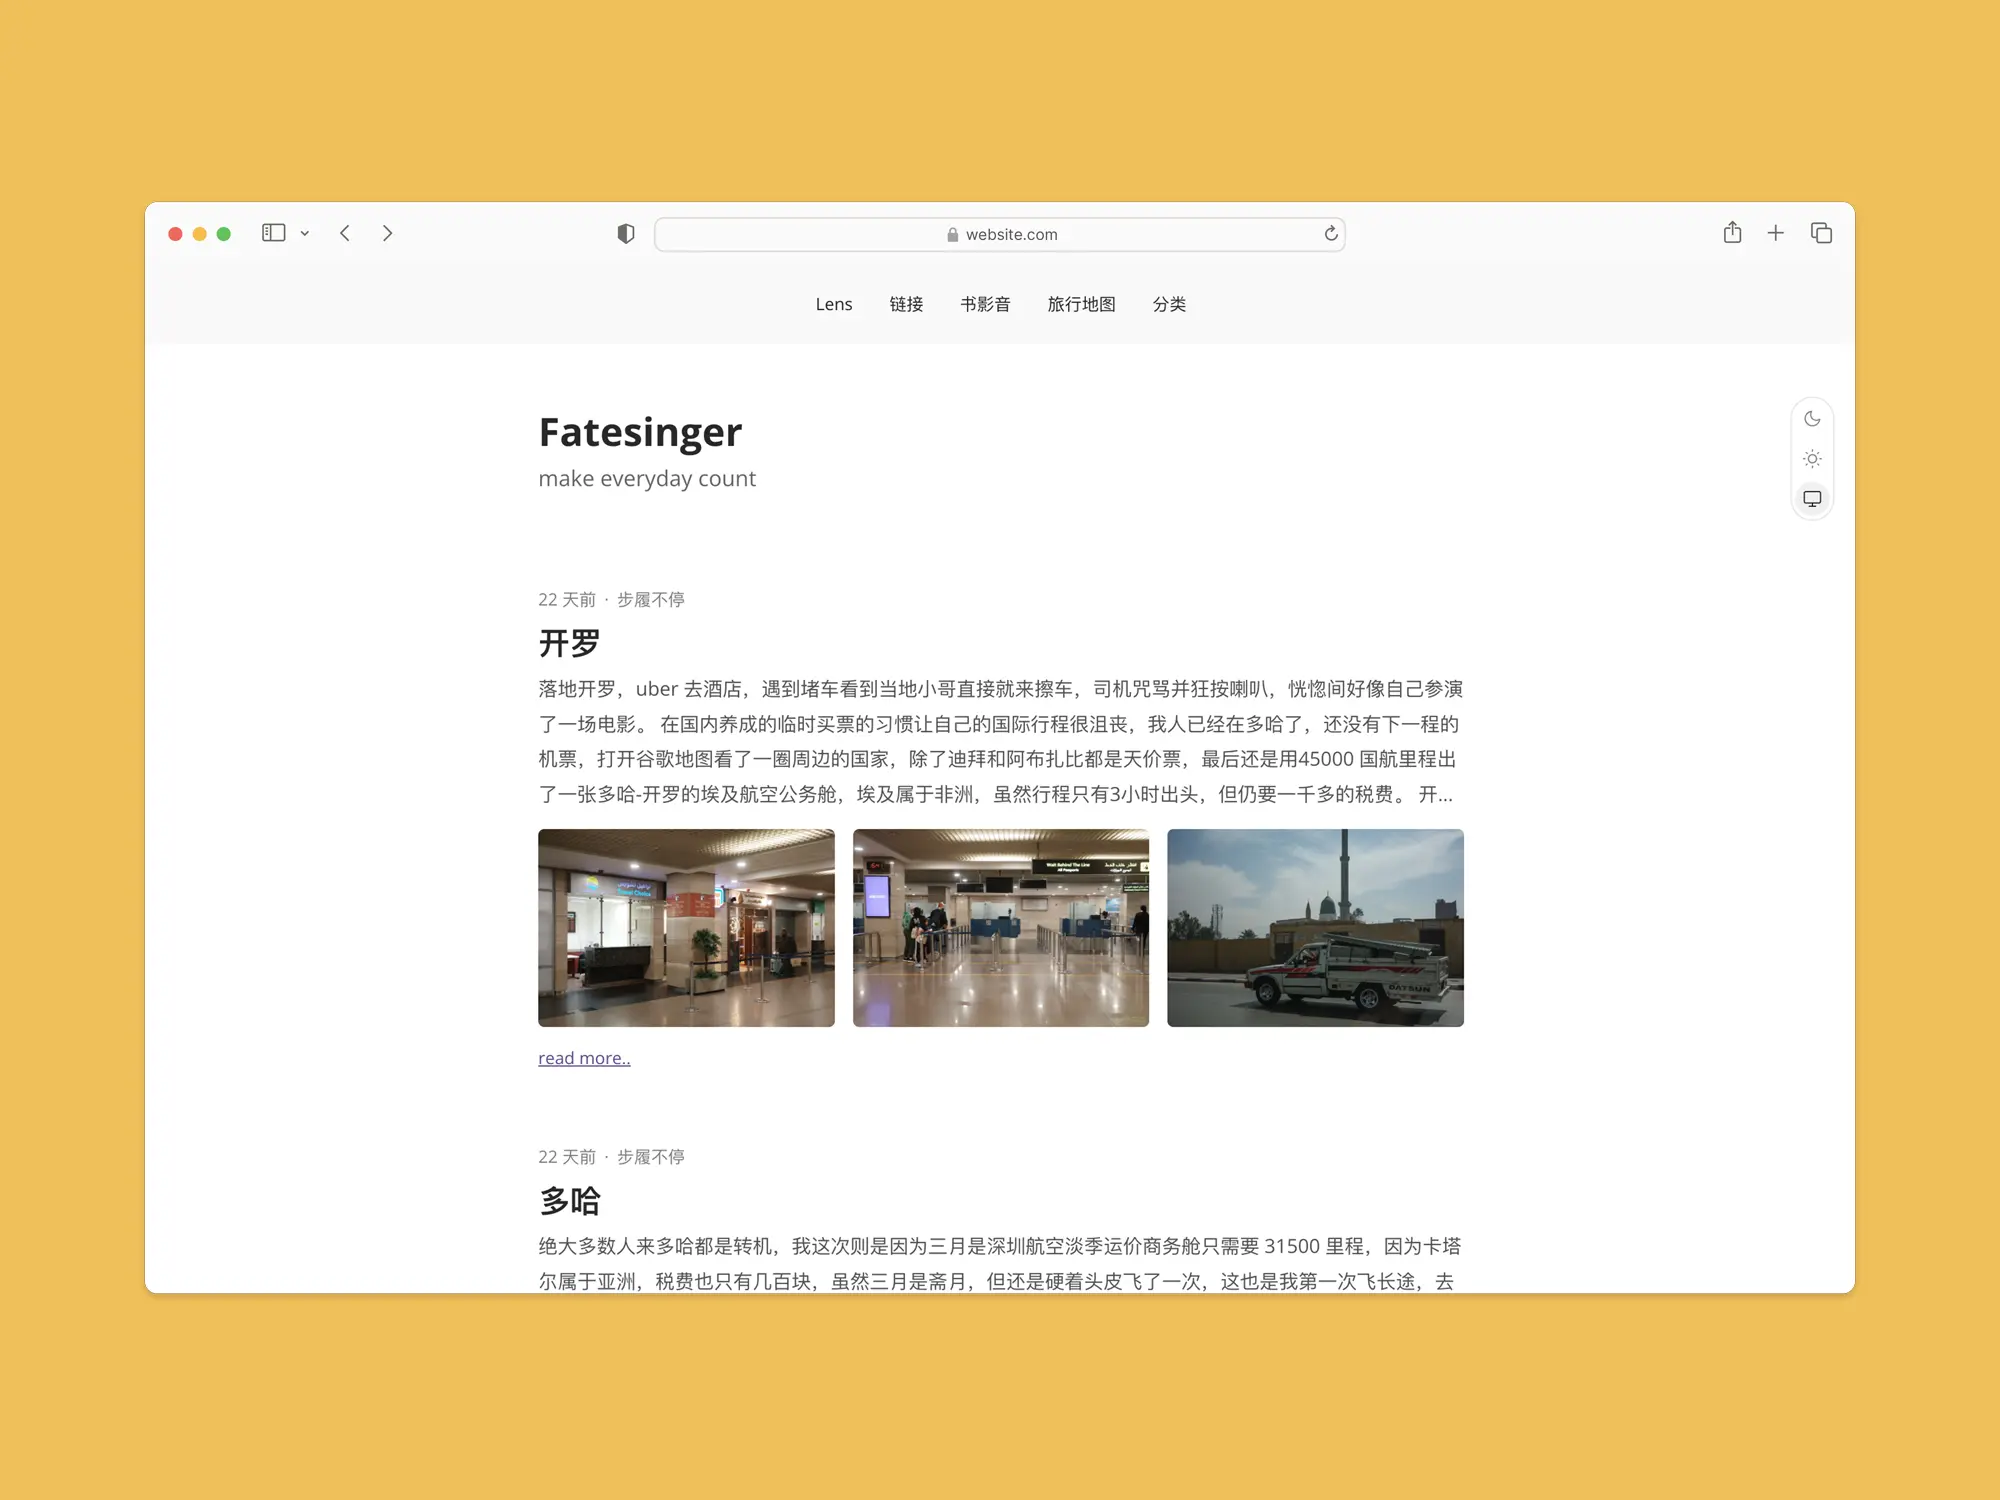 website.com
Lens 链接 书影音 旅行地图 分类
Fatesinger
make everyday count
22 天前 · 步履不停
开罗
落地开罗，uber 去酒店，遇到堵车看到当地小哥直接就来擦车，司机咒骂并狂按喇叭，恍惚间好像自己参演
了一场电影。 在国内养成的临时买票的习惯让自己的国际行程很沮丧，我人已经在多哈了，还没有下一程的
机票，打开谷歌地图看了一圈周边的国家，除了迪拜和阿布扎比都是天价票，最后还是用45000 国航里程出
了一张多哈-开罗的埃及航空公务舱，埃及属于非洲，虽然行程只有3小时出头，但仍要一千多的税费。 开...
Travel Choice
Wait Behind The Line
All Passports
DATSUN
read more..
22 天前 · 步履不停
多哈
绝大多数人来多哈都是转机，我这次则是因为三月是深圳航空淡季运价商务舱只需要 31500 里程，因为卡塔
尔属于亚洲，税费也只有几百块，虽然三月是斋月，但还是硬着头皮飞了一次，这也是我第一次飞长途，去